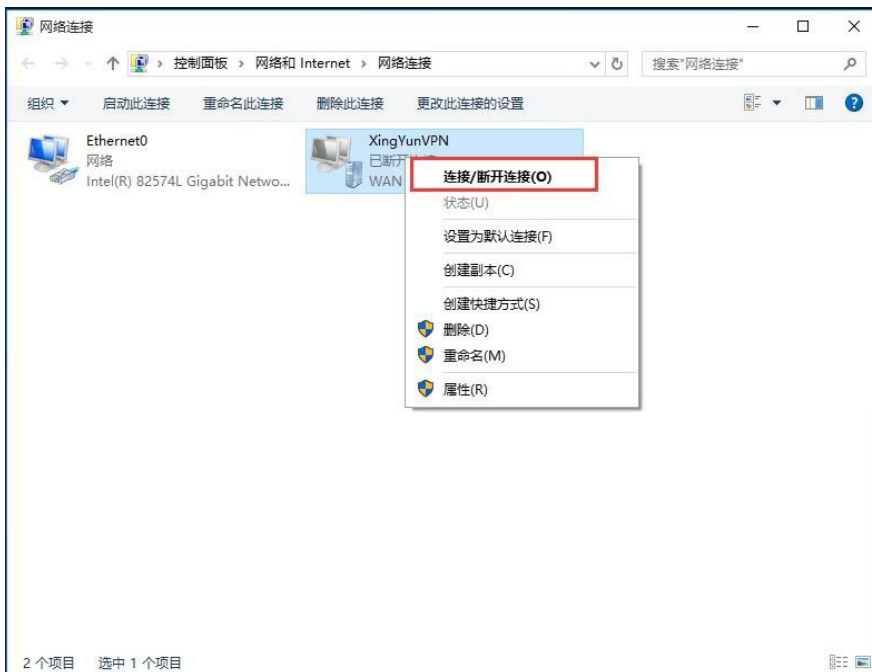 网络连接
控制面板 › 网络和 Internet › 网络连接
搜索"网络连接"
组织 启动此连接 重命名此连接 删除此连接 更改此连接的设置
Ethernet0
网络
Intel(R) 82574L Gigabit Netwo...
XingYunVPN
已断开
WAN
连接/断开连接(O)
状态(U)
设置为默认连接(F)
创建副本(C)
创建快捷方式(S)
删除(D)
重命名(M)
属性(R)
2 个项目 选中 1 个项目